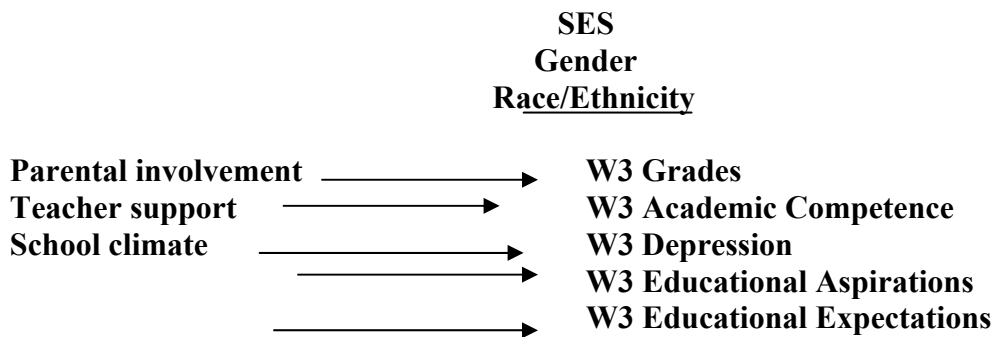 SES
Gender
Race/Ethnicity
Parental involvement
Teacher support
School climate
W3 Grades
W3 Academic Competence
W3 Depression
W3 Educational Aspirations
W3 Educational Expectations